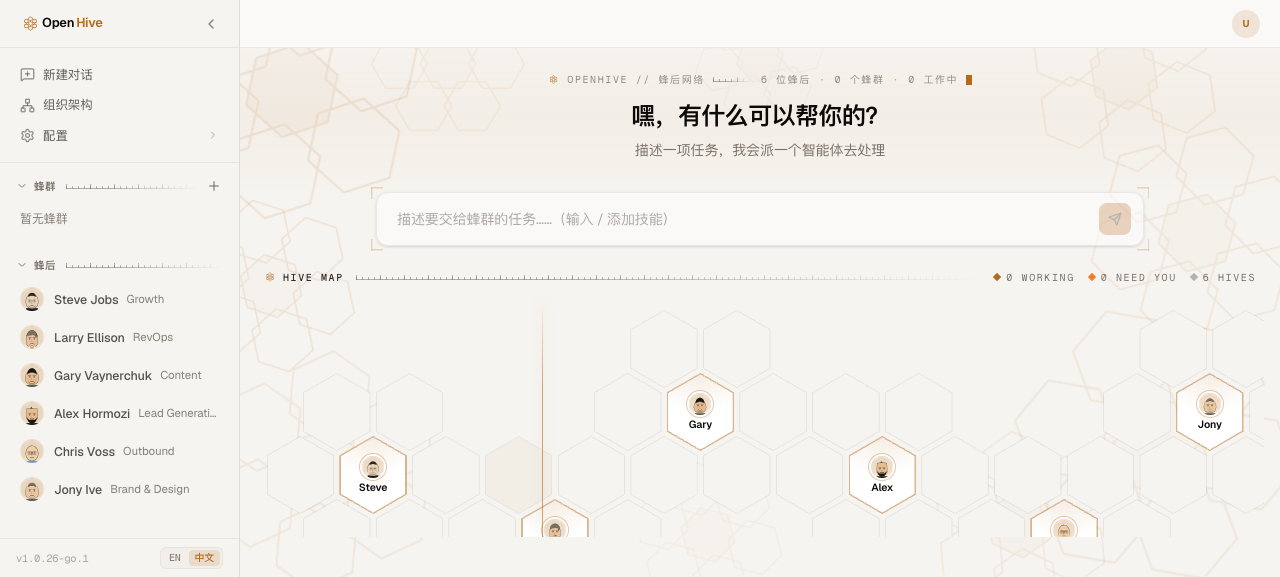 OpenHive
新建对话
组织架构
配置
蜂群
暂无蜂群
蜂后
Steve Jobs Growth
Larry Ellison RevOps
Gary Vaynerchuk Content
Alex Hormozi Lead Generati...
Chris Voss Outbound
Jony Ive Brand & Design
v1.0.26-go.1
EN 中文
U
OPENHIVE // 蜂后网络 6 位蜂后 · 0 个蜂群 · 0 工作中
嘿，有什么可以帮你的？
描述一项任务，我会派一个智能体去处理
描述要交给蜂群的任务……（输入 / 添加技能）
HIVE MAP
0 WORKING 0 NEED YOU 6 HIVES
Gary
Jony
Steve
Alex